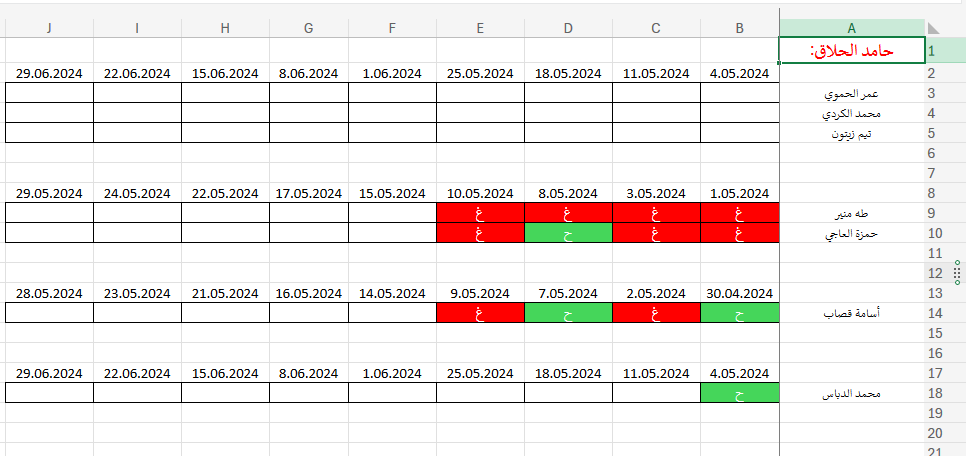 A B C D E F G H I J
1 حامد الحلاق:
2 4.05.2024 11.05.2024 18.05.2024 25.05.2024 1.06.2024 8.06.2024 15.06.2024 22.06.2024 29.06.2024
3 عمر الحموي
4 محمد الكردي
5 تيم زيتون
6
7
8 1.05.2024 3.05.2024 8.05.2024 10.05.2024 15.05.2024 17.05.2024 22.05.2024 24.05.2024 29.05.2024
9 طه منير غ غ غ غ
10 حمزة العاجي غ غ ح غ
11
12
13 30.04.2024 2.05.2024 7.05.2024 9.05.2024 14.05.2024 16.05.2024 21.05.2024 23.05.2024 28.05.2024
14 أسامة قصاب ح غ ح غ
15
16
17 4.05.2024 11.05.2024 18.05.2024 25.05.2024 1.06.2024 8.06.2024 15.06.2024 22.06.2024 29.06.2024
18 محمد الدباس ح
19
20
21